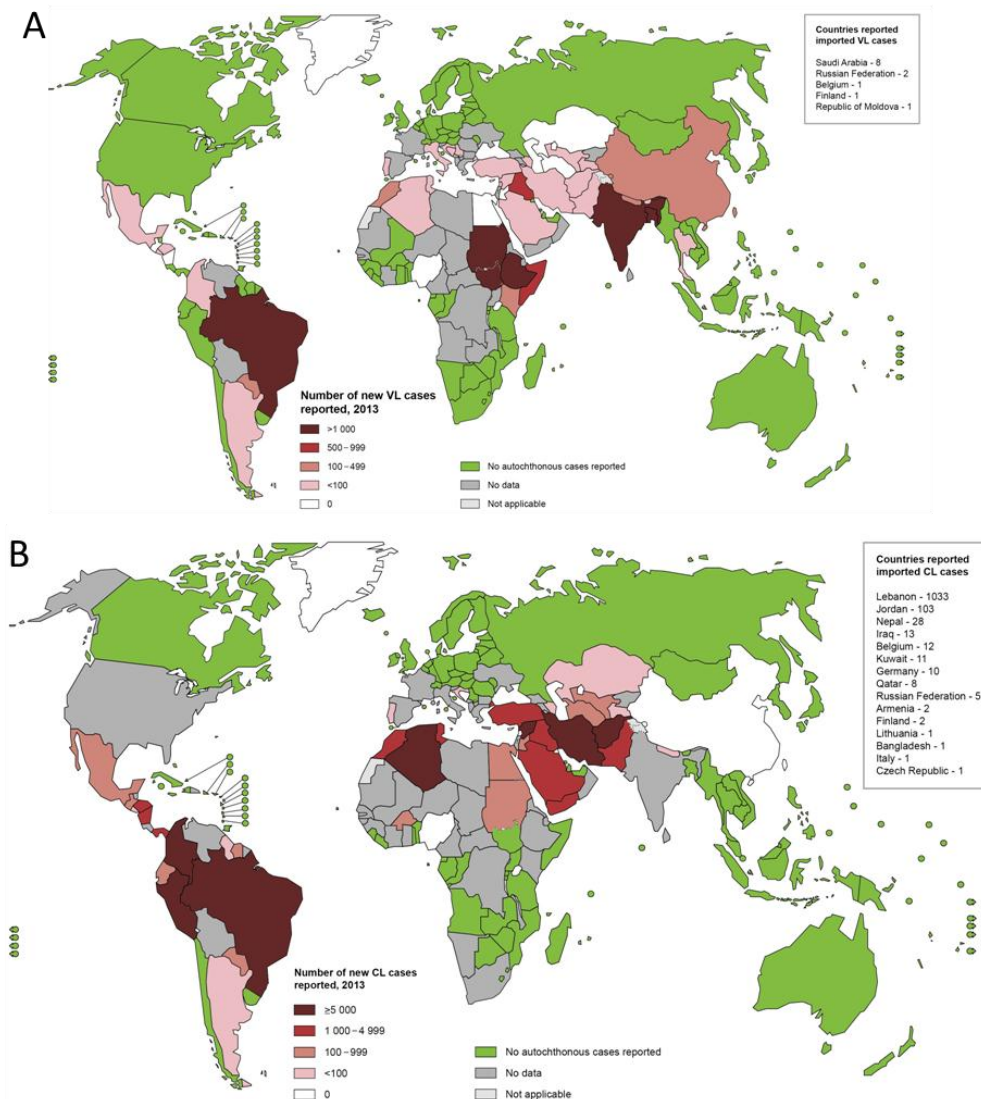 A
Countries reported
imported VL cases
Saudi Arabia - 8
Russian Federation - 2
Belgium - 1
Finland - 1
Republic of Moldova - 1
Number of new VL cases
reported, 2013
>1 000
500–999
100–499
<100
0
No autochthonous cases reported
No data
Not applicable
B
Countries reported
imported CL cases
Lebanon - 1033
Jordan - 103
Nepal - 28
Iraq - 13
Belgium - 12
Kuwait - 11
Germany - 10
Qatar - 8
Russian Federation - 5
Armenia - 2
Finland - 2
Lithuania - 1
Bangladesh - 1
Italy - 1
Czech Republic - 1
Number of new CL cases
reported, 2013
≥5 000
1 000–4 999
100–999
<100
0
No autochthonous cases reported
No data
Not applicable